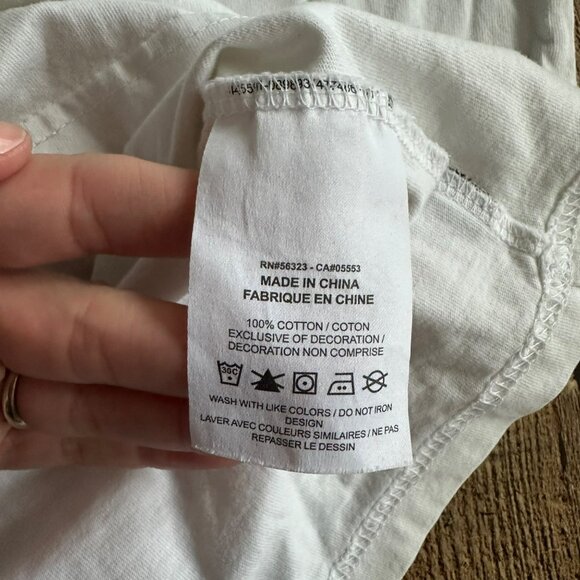 RN#56323 - CA#05553
MADE IN CHINA
FABRIQUE EN CHINE
100% COTTON / COTON
EXCLUSIVE OF DECORATION /
DECORATION NON COMPRISE
30C
WASH WITH LIKE COLORS / DO NOT IRON
DESIGN
LAVER AVEC COULEURS SIMILAIRES / NE PAS
REPASSER LE DESSIN